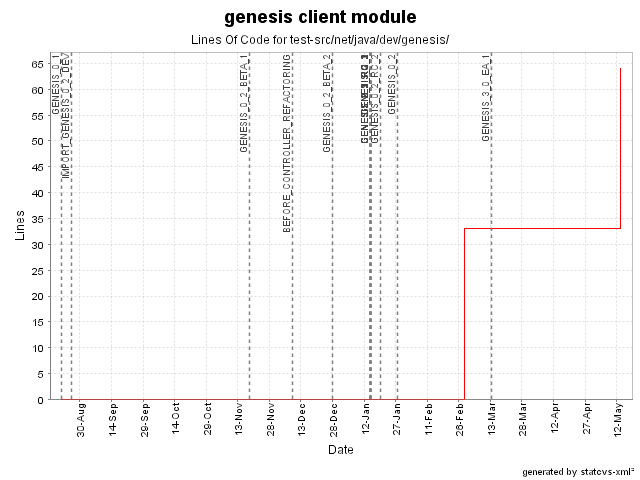 genesis client module
Lines Of Code for test-src/net/java/dev/genesis/
Lines
65
60
55
50
45
40
35
30
25
20
15
10
5
0
GENESIS_0_1
IMPORT_GENESIS_0_2_DEV
GENESIS_0_2_BETA_1
BEFORE_CONTROLLER_REFACTORING
GENESIS_0_2_BETA_2
GENESIS_0_2
GENESIS_3_0_EA_1
30-Aug
14-Sep
29-Sep
14-Oct
29-Oct
13-Nov
28-Nov
13-Dec
28-Dec
12-Jan
27-Jan
11-Feb
26-Feb
13-Mar
28-Mar
12-Apr
27-Apr
12-May
Date
generated by statcvs-xml²